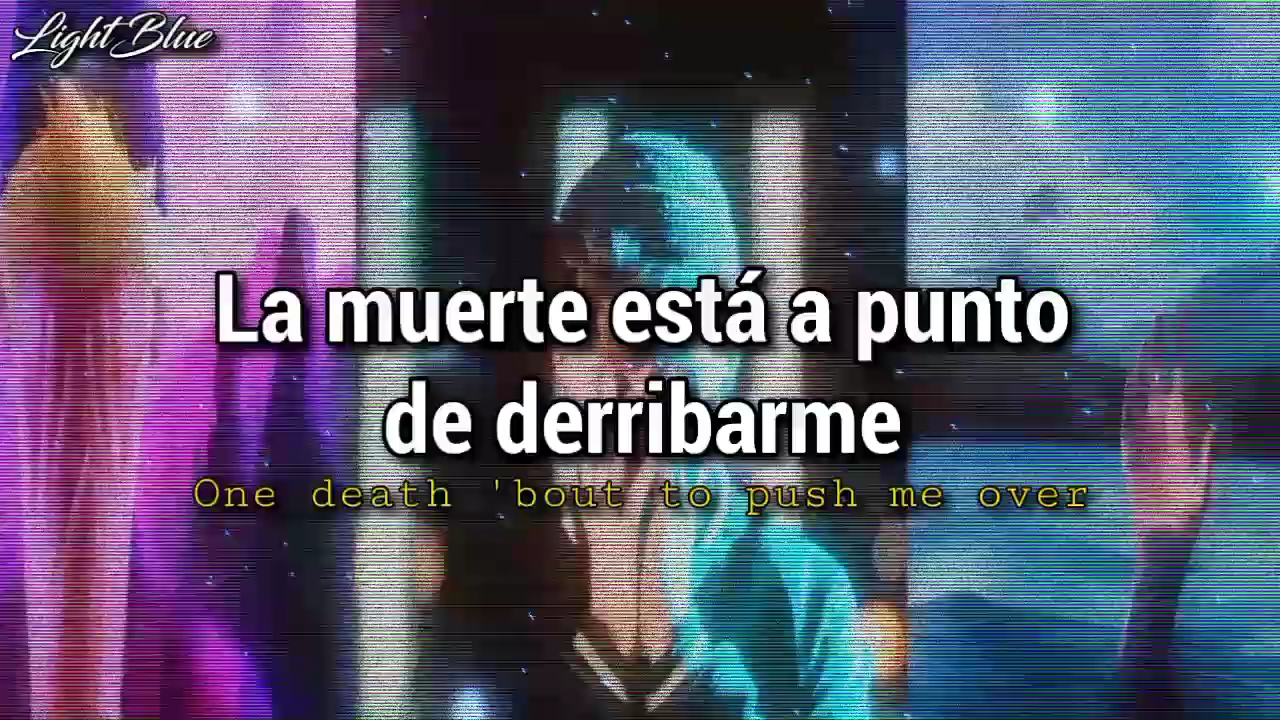 Light Blue
La muerte está a punto
de derribarme
One death 'bout to push me over